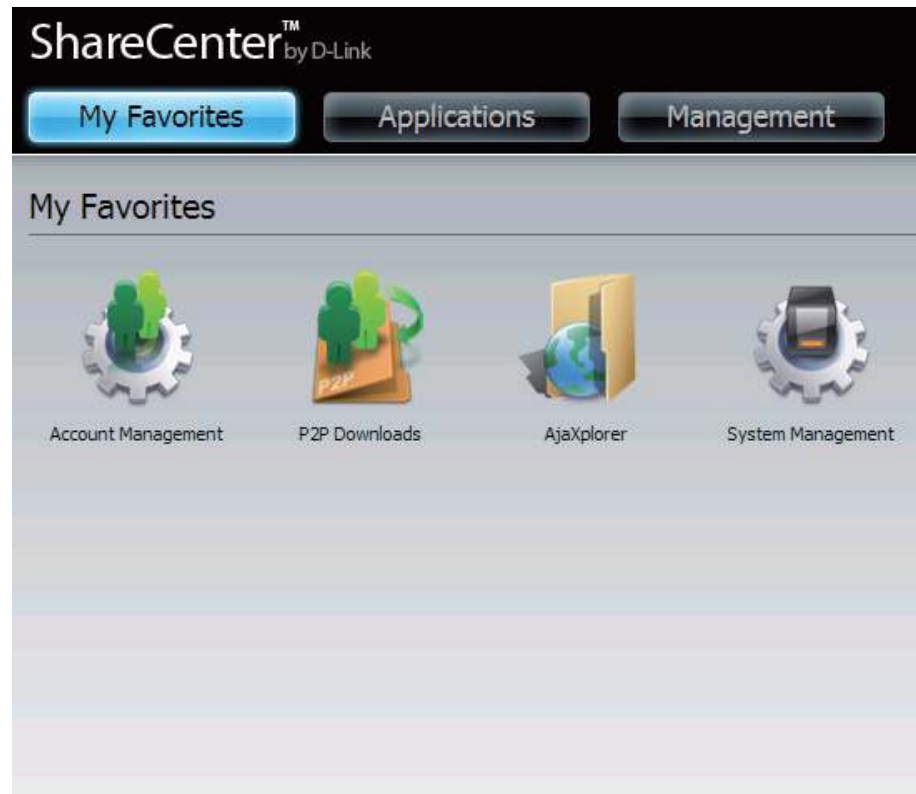 ShareCenter™ by D-Link
My Favorites Applications Management
My Favorites
P2P
Account Management P2P Downloads AjaXplorer System Management